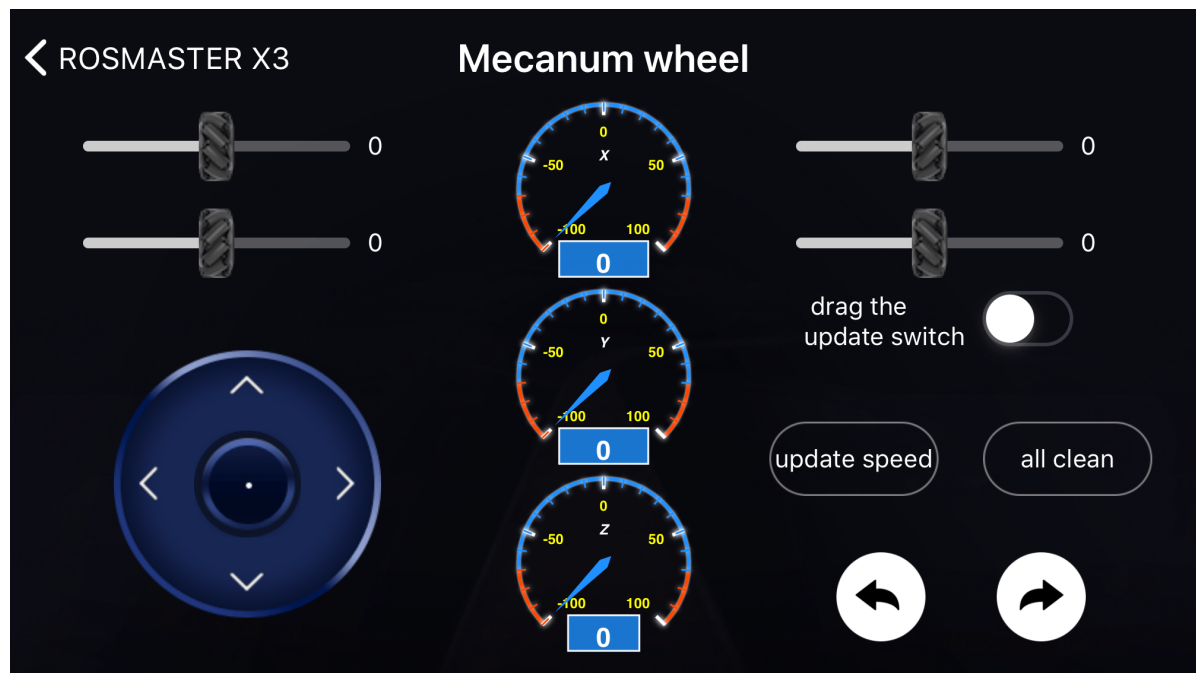 ROSMASTER X3
Mecanum wheel
0
0
0
0
0
X
-50
50
-100
100
0
0
Y
-50
50
-100
100
0
0
Z
-50
50
-100
100
0
drag the
update switch
update speed
all clean